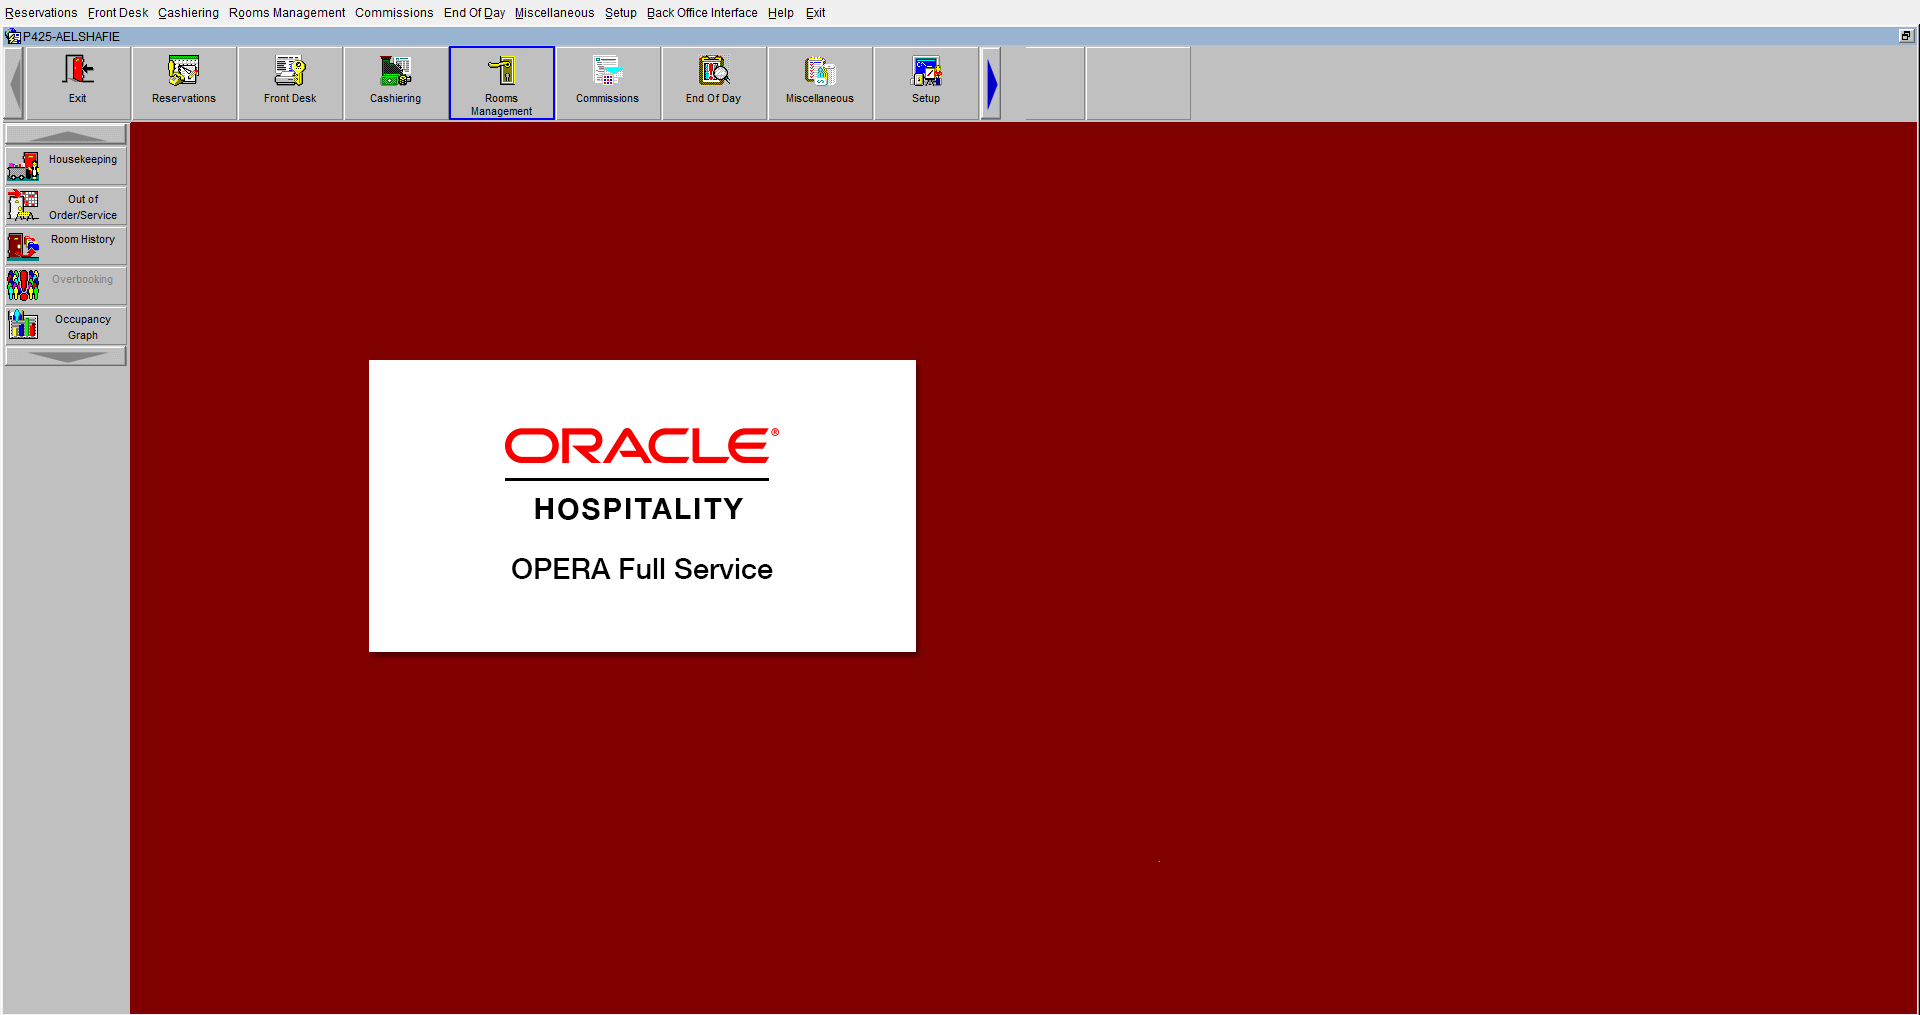 Reservations Front Desk Cashiering Rooms Management Commissions End Of Day Miscellaneous Setup Back Office Interface Help Exit
P425-AELSHAFIE
Exit
Reservations
Front Desk
Cashiering
Rooms
Management
Commissions
End Of Day
Miscellaneous
Setup
Housekeeping
Out of
Order/Service
Room History
Overbooking
Occupancy
Graph
ORACLE®
HOSPITALITY
OPERA Full Service